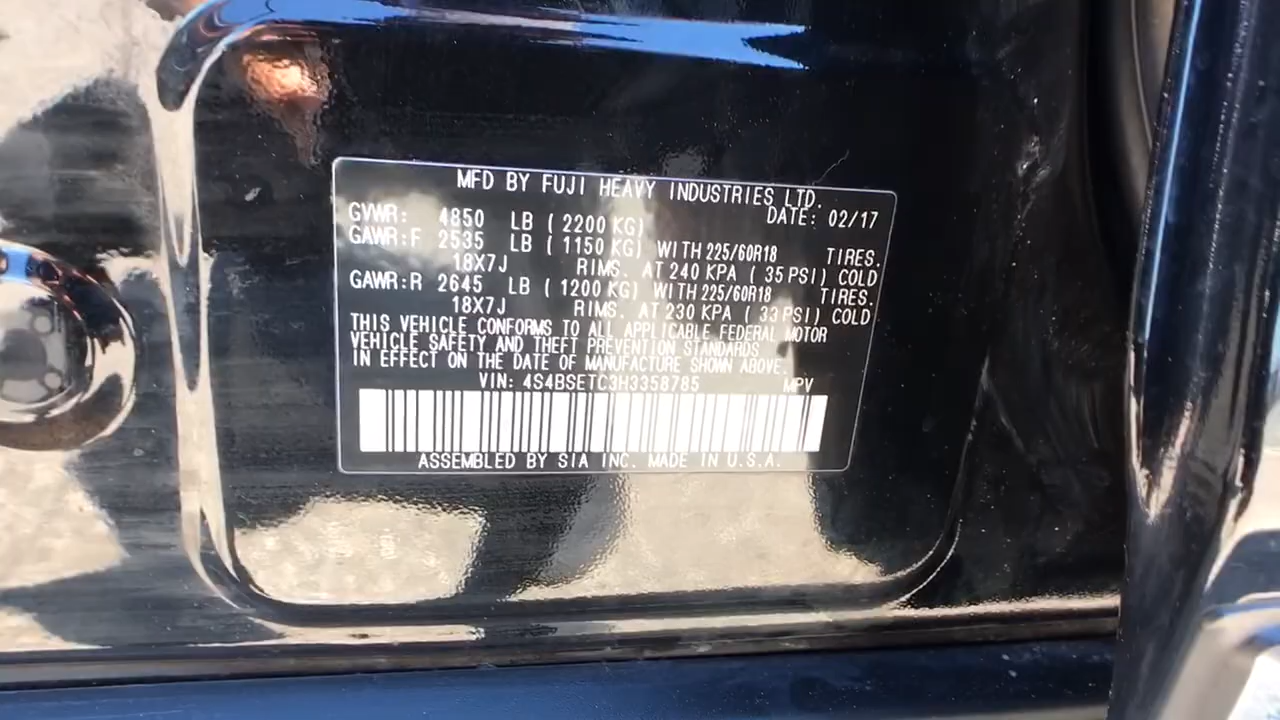 MFD BY FUJI HEAVY INDUSTRIES LTD.
DATE: 02/17
GVWR: 4850 LB ( 2200 KG)
GAWR:F 2535 LB ( 1150 KG) WITH 225/60R18 TIRES.
18X7J RIMS. AT 240 KPA ( 35 PSI) COLD
GAWR:R 2645 LB ( 1200 KG) WITH 225/60R18 TIRES.
18X7J RIMS. AT 230 KPA ( 33 PSI) COLD
THIS VEHICLE CONFORMS TO ALL APPLICABLE FEDERAL MOTOR
VEHICLE SAFETY AND THEFT PREVENTION STANDARDS
IN EFFECT ON THE DATE OF MANUFACTURE SHOWN ABOVE.
VIN: 4S4BSETC3H3358785 MPV
ASSEMBLED BY SIA INC. MADE IN U.S.A.